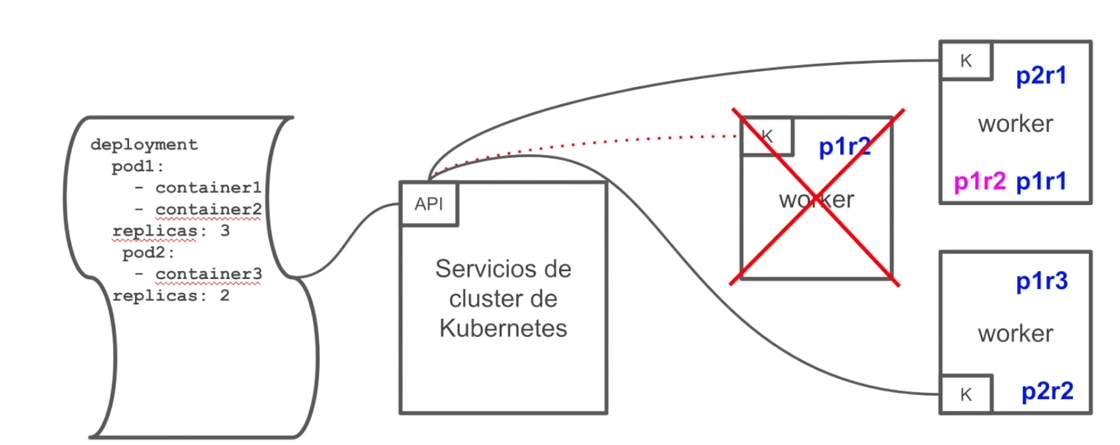 deployment
pod1:
- container1
- container2
replicas: 3
pod2:
- container3
replicas: 2
API
Servicios de
cluster de
Kubernetes
K
p1r2
worker
K
p2r1
worker
p1r2 p1r1
p1r3
worker
K
p2r2